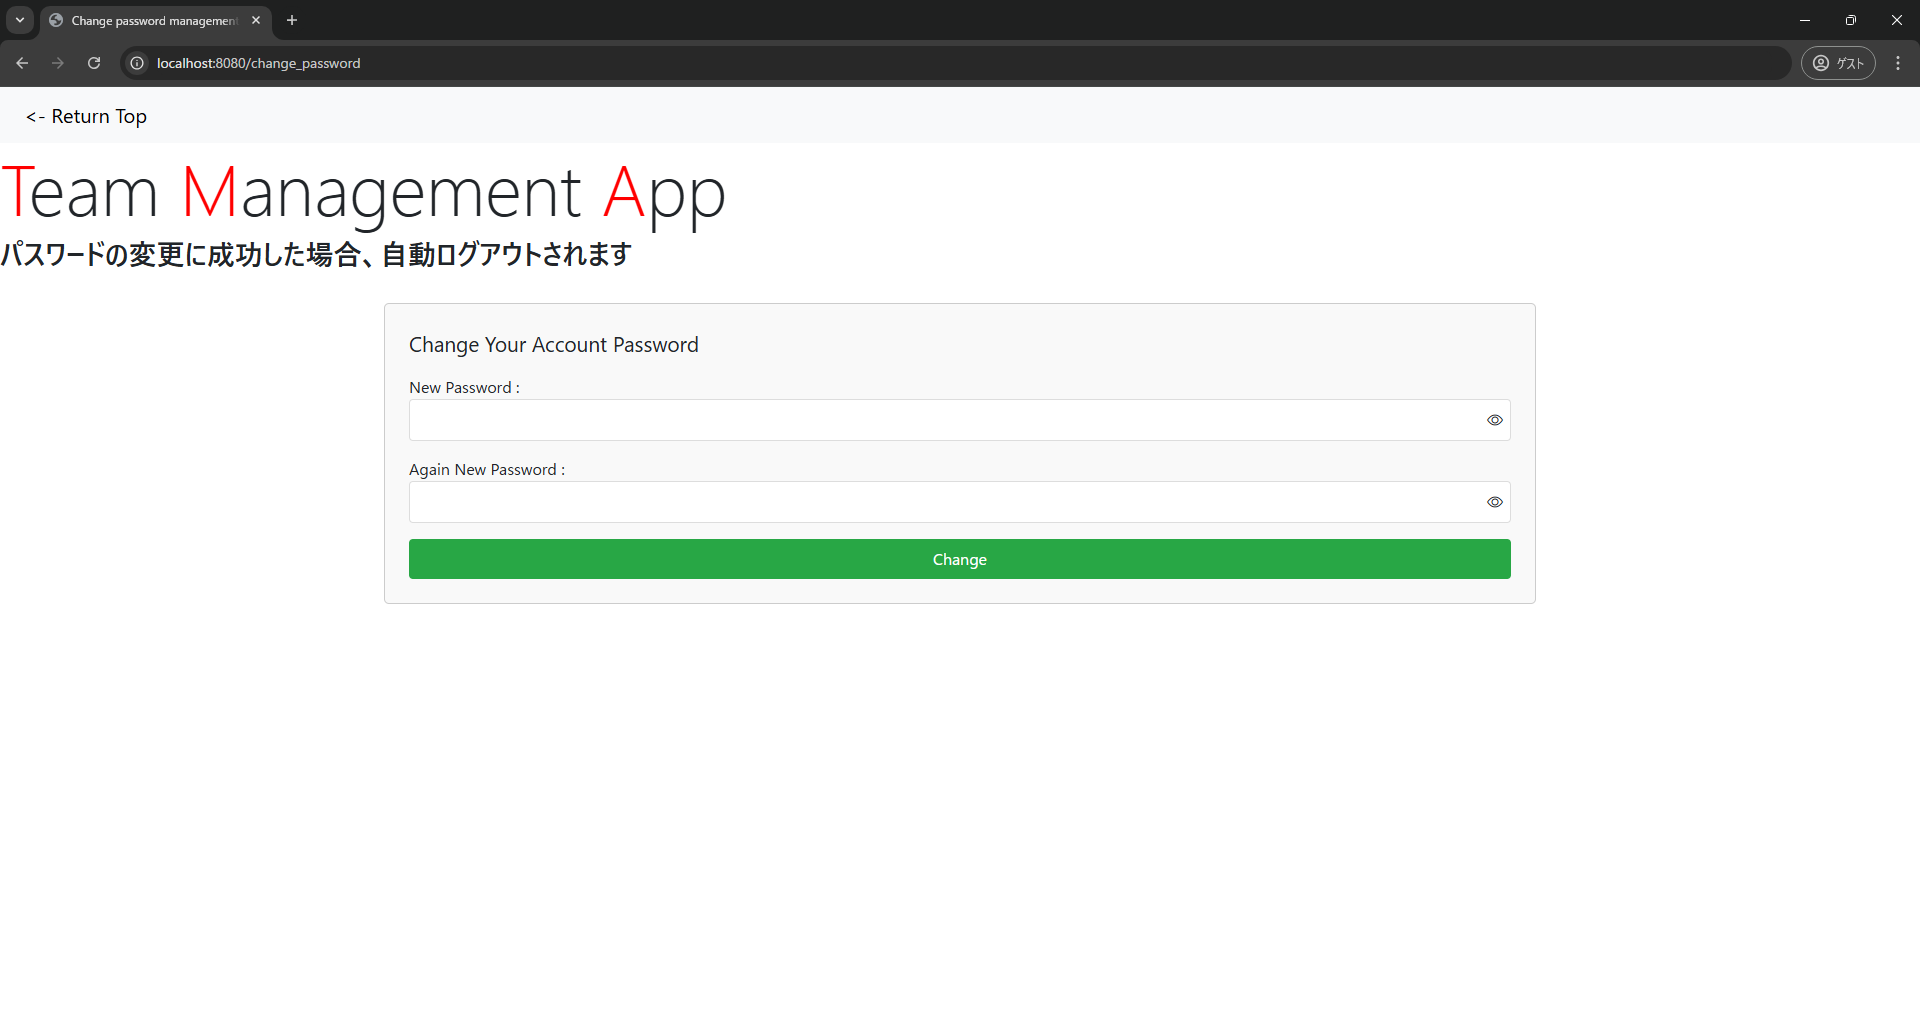 Change password management
localhost:8080/change_password
ゲスト
<- Return Top
Team Management App
パスワードの変更に成功した場合、自動ログアウトされます
Change Your Account Password
New Password :
Again New Password :
Change